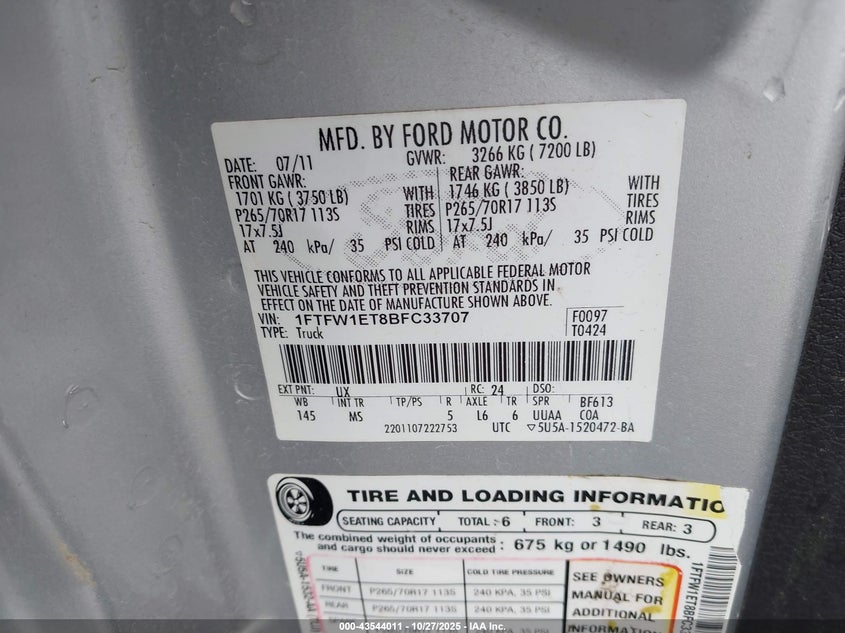 MFD. BY FORD MOTOR CO.
DATE: 07/11 GVWR: 3266 KG ( 7200 LB)
FRONT GAWR: REAR GAWR:
1701 KG ( 3750 LB) WITH 1746 KG ( 3850 LB) WITH
P265/70R17 113S TIRES P265/70R17 113S TIRES
17x7.5J RIMS 17x7.5J RIMS
AT 240 kPa/ 35 PSI COLD AT 240 kPa/ 35 PSI COLD
THIS VEHICLE CONFORMS TO ALL APPLICABLE FEDERAL MOTOR
VEHICLE SAFETY AND THEFT PREVENTION STANDARDS IN
EFFECT ON THE DATE OF MANUFACTURE SHOWN ABOVE.
VIN: 1FTFW1ET8BFC33707 F0097
TYPE: Truck T0424
EXT PNT: UX RC: 24 DSO:
WB INT TR TP/PS R AXLE TR SPR BF613
145 MS 5 L6 6 UUAA COA
2201107222753 UTC ▽5U5A-1520472-BA
TIRE AND LOADING INFORMATIO
SEATING CAPACITY TOTAL : 6 FRONT: 3 REAR: 3
The combined weight of occupants
and cargo should never exceed : 675 kg or 1490 lbs.
TIRE SIZE COLD TIRE PRESSURE SEE OWNERS
FRONT P265/70R17 113S 240 KPA, 35 PSI MANUAL FOR
REAR P265/70R17 113S 240 KPA, 35 PSI ADDITIONAL
INFORMATION
1FTFW1ET8BFC3
000-43544011 - 10/27/2025 - IAA Inc.